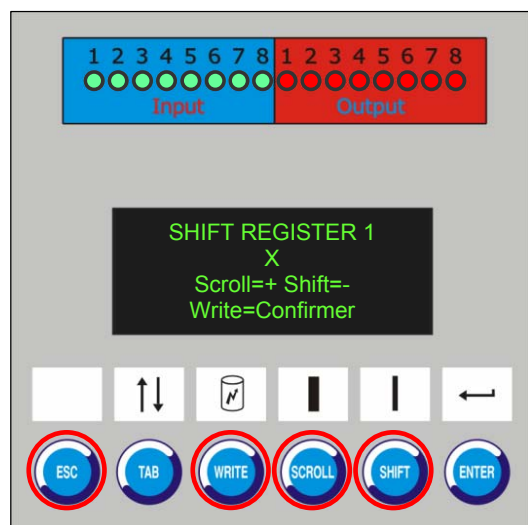 1 2 3 4 5 6 7 8 1 2 3 4 5 6 7 8
Input Output
SHIFT REGISTER 1
X
Scroll=+ Shift=-
Write=Confirmer
ESC TAB WRITE SCROLL SHIFT ENTER